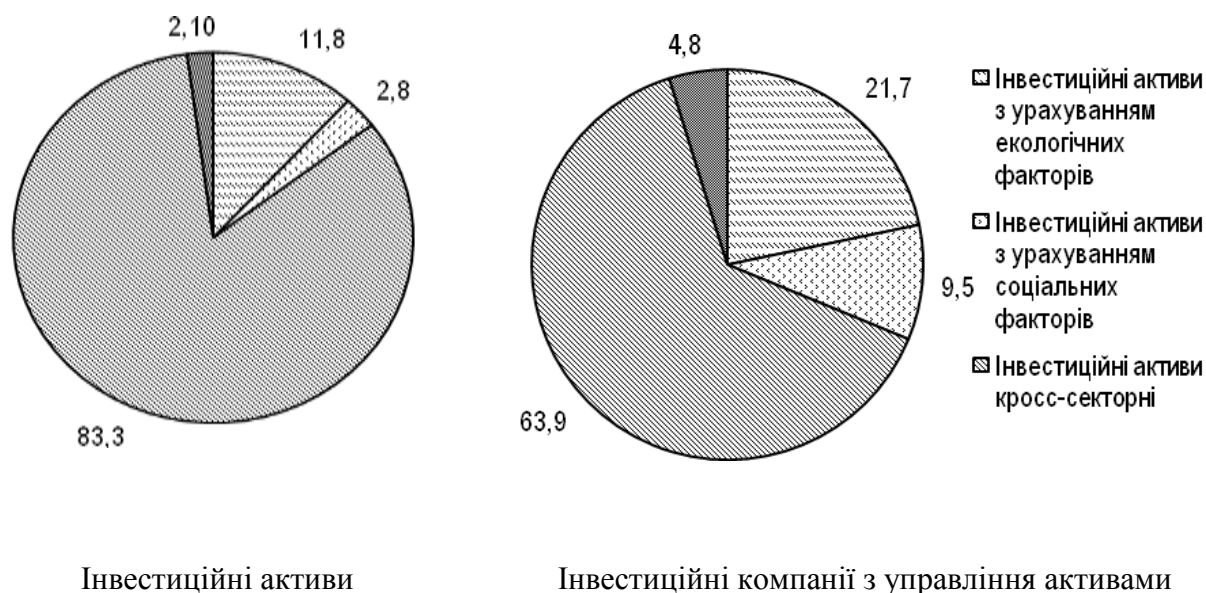 2,10
11,8
2,8
83,3
4,8
21,7
9,5
63,9
Інвестиційні активи
з урахуванням
екологічних
факторів
Інвестиційні активи
з урахуванням
соціальних
факторів
Інвестиційні активи
кросс-секторні
Інвестиційні активи
Інвестиційні компанії з управління активами